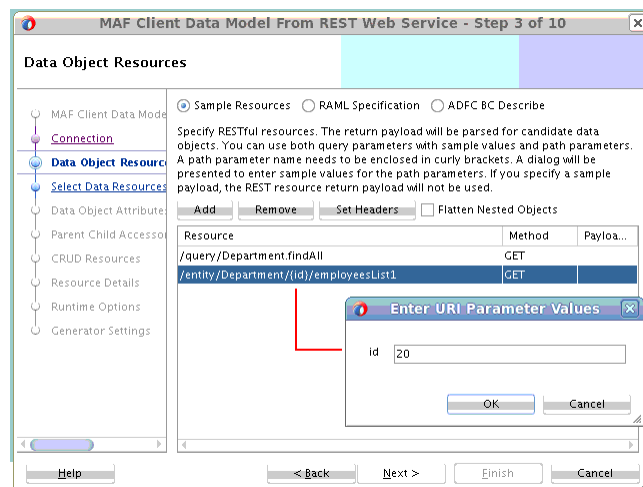 MAF Client Data Model From REST Web Service - Step 3 of 10
Data Object Resources
MAF Client Data Mode
Connection
Data Object Resourc
Select Data Resources
Data Object Attribute
Parent Child Accessor
CRUD Resources
Resource Details
Runtime Options
Generator Settings
Sample Resources RAML Specification ADFC BC Describe
Specify RESTful resources. The return payload will be parsed for candidate data
objects. You can use both query parameters with sample values and path parameters.
A path parameter name needs to be enclosed in curly brackets. A dialog will be
presented to enter sample values for the path parameters. If you specify a sample
payload, the REST resource return payload will not be used.
Add Remove Set Headers Flatten Nested Objects
Resource Method Payloa...
/query/Department.findAll GET
/entity/Department/{id}/employeesList1 GET
Enter URI Parameter Values
id 20
OK Cancel
Help < Back Next > Finish Cancel